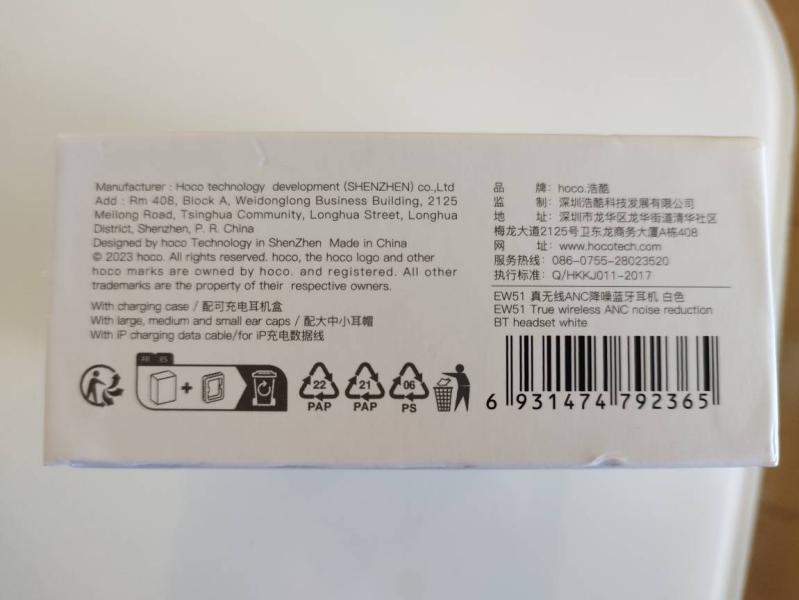 Manufacturer : Hoco technology development (SHENZHEN) co.,Ltd
Add : Rm 408, Block A, Weidonglong Business Building, 2125
Meilong Road, Tsinghua Community, Longhua Street, Longhua
District, Shenzhen, P. R. China
Designed by hoco Technology in ShenZhen Made in China
© 2023 hoco. All rights reserved. hoco, the hoco logo and other
hoco marks are owned by hoco. and registered. All other
trademarks are the property of their respective owners.
With charging case / 配可充电耳机盒
With large, medium and small ear caps / 配大中小耳帽
With iP charging data cable/for iP充电数据线
FR ES
22
PAP
21
PAP
06
PS
品 牌: hoco.浩酷
监 制: 深圳浩酷科技发展有限公司
地 址: 深圳市龙华区龙华街道清华社区
梅龙大道2125号卫东龙商务大厦A栋408
网 址: www.hocotech.com
服务热线: 086-0755-28023520
执行标准: Q/HKKJ011-2017
EW51 真无线ANC降噪蓝牙耳机 白色
EW51 True wireless ANC noise reduction
BT headset white
6 931474 792365